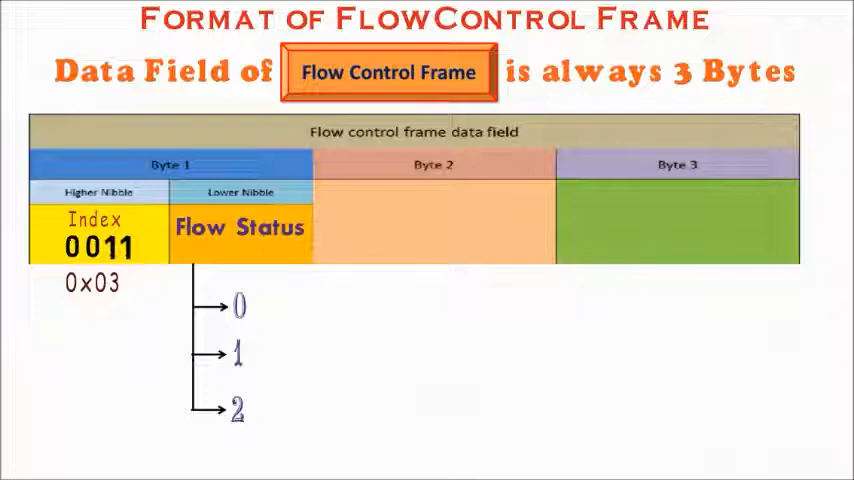 FORMAT OF FLOWCONTROL FRAME
Data Field of Flow Control Frame is always 3 Bytes
Flow control frame data field
Byte 1 Byte 2 Byte 3
Higher Nibble Lower Nibble
Index Flow Status
0011
0x03
0
1
2